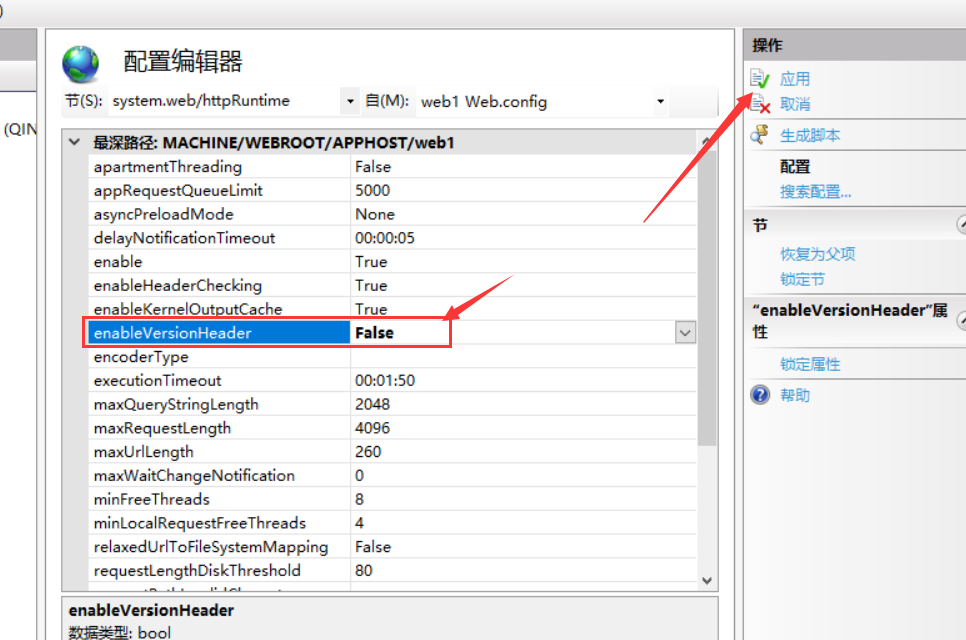 )
(QIN
配置编辑器
节(S): system.web/httpRuntime 自(M): web1 Web.config
最深路径: MACHINE/WEBROOT/APPHOST/web1
apartmentThreading False
appRequestQueueLimit 5000
asyncPreloadMode None
delayNotificationTimeout 00:00:05
enable True
enableHeaderChecking True
enableKernelOutputCache True
enableVersionHeader False
encoderType
executionTimeout 00:01:50
maxQueryStringLength 2048
maxRequestLength 4096
maxUrlLength 260
maxWaitChangeNotification 0
minFreeThreads 8
minLocalRequestFreeThreads 4
relaxedUrlToFileSystemMapping False
requestLengthDiskThreshold 80
enableVersionHeader
数据类型: bool
操作
应用
取消
生成脚本
配置
搜索配置...
节
恢复为父项
锁定节
“enableVersionHeader”属
性
锁定属性
帮助